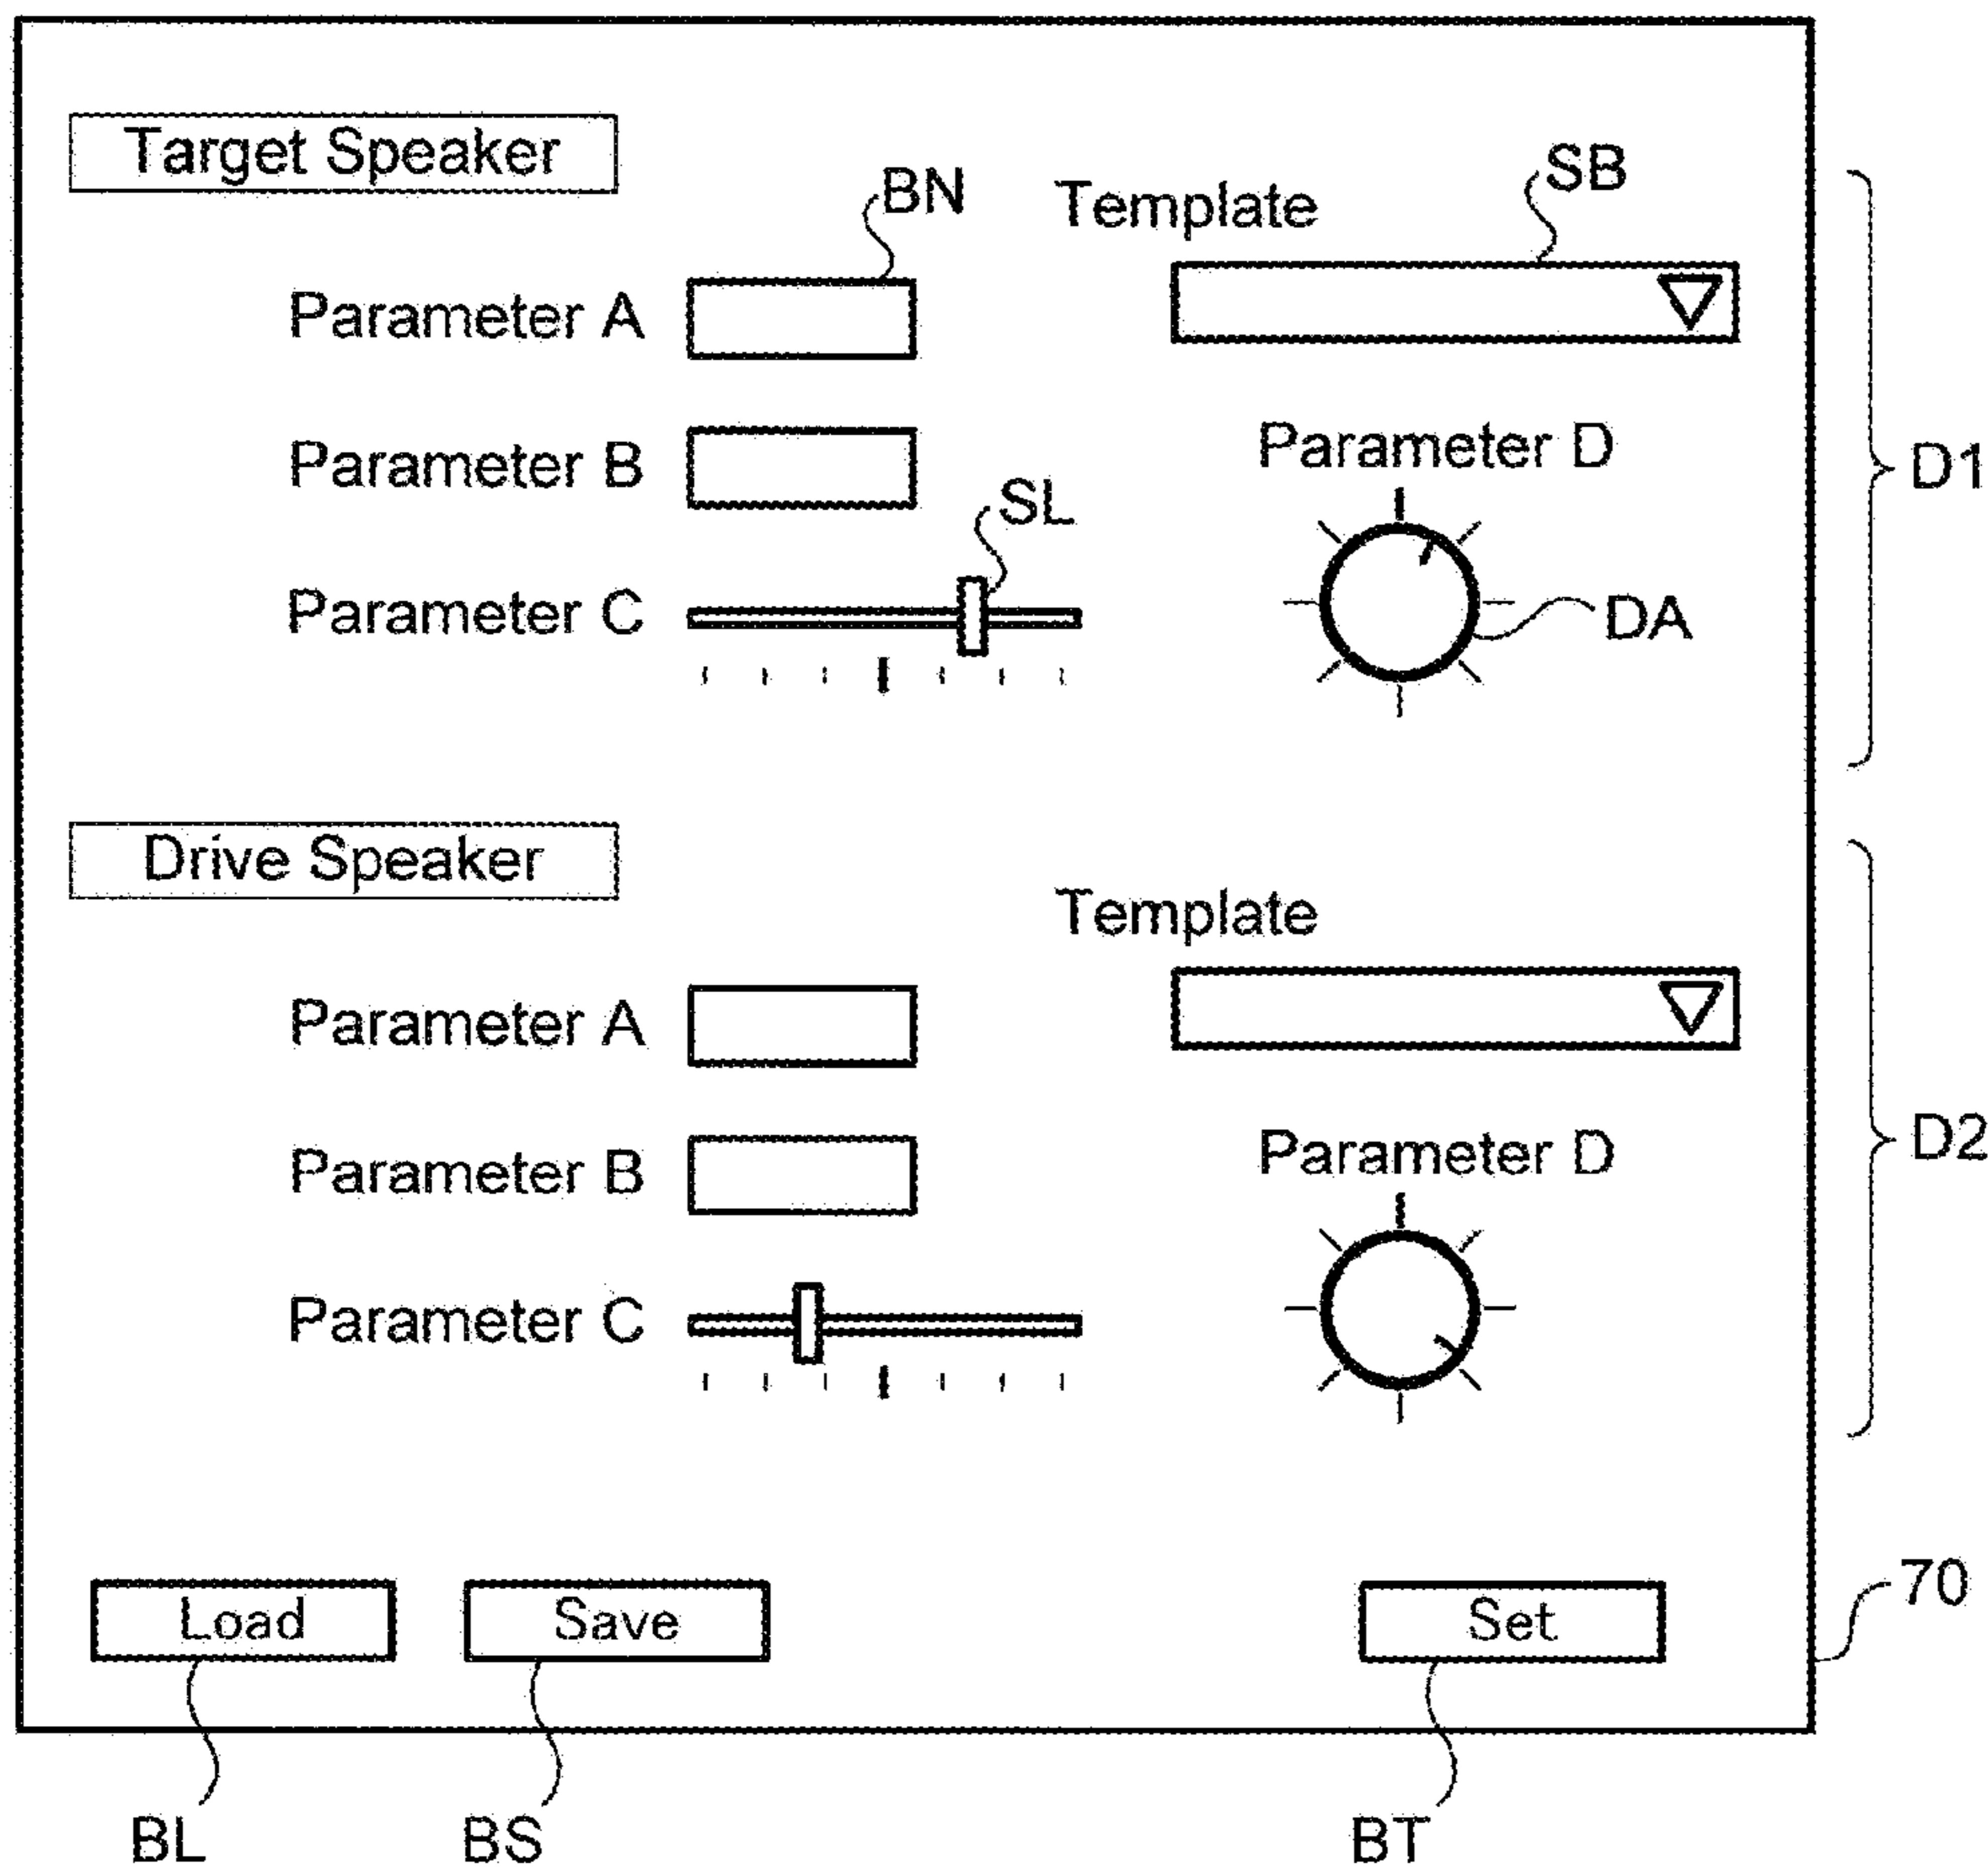 Target Speaker
BN
Template
SB
Parameter A
Parameter B
Parameter D
D1
SL
Parameter C
DA
Drive Speaker
Template
Parameter A
Parameter B
Parameter D
D2
Parameter C
Load
Save
Set
70
BL
BS
BT